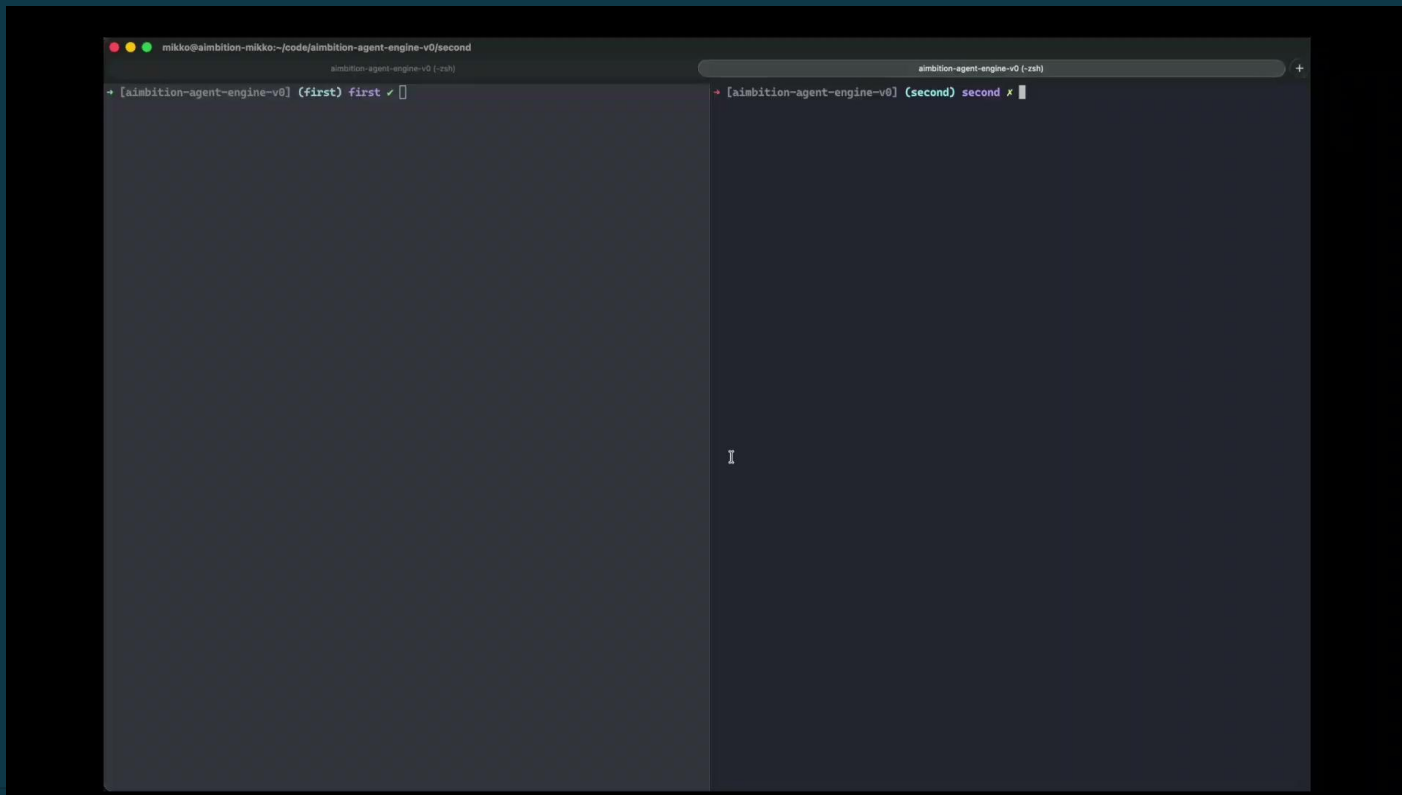 mikko@aimbition-mikko:~/code/aimbition-agent-engine-v0/second
aimbition-agent-engine-v0 (-zsh)
aimbition-agent-engine-v0 (-zsh)
+
➜ [aimbition-agent-engine-v0] (first) first ✔
➜ [aimbition-agent-engine-v0] (second) second ✗